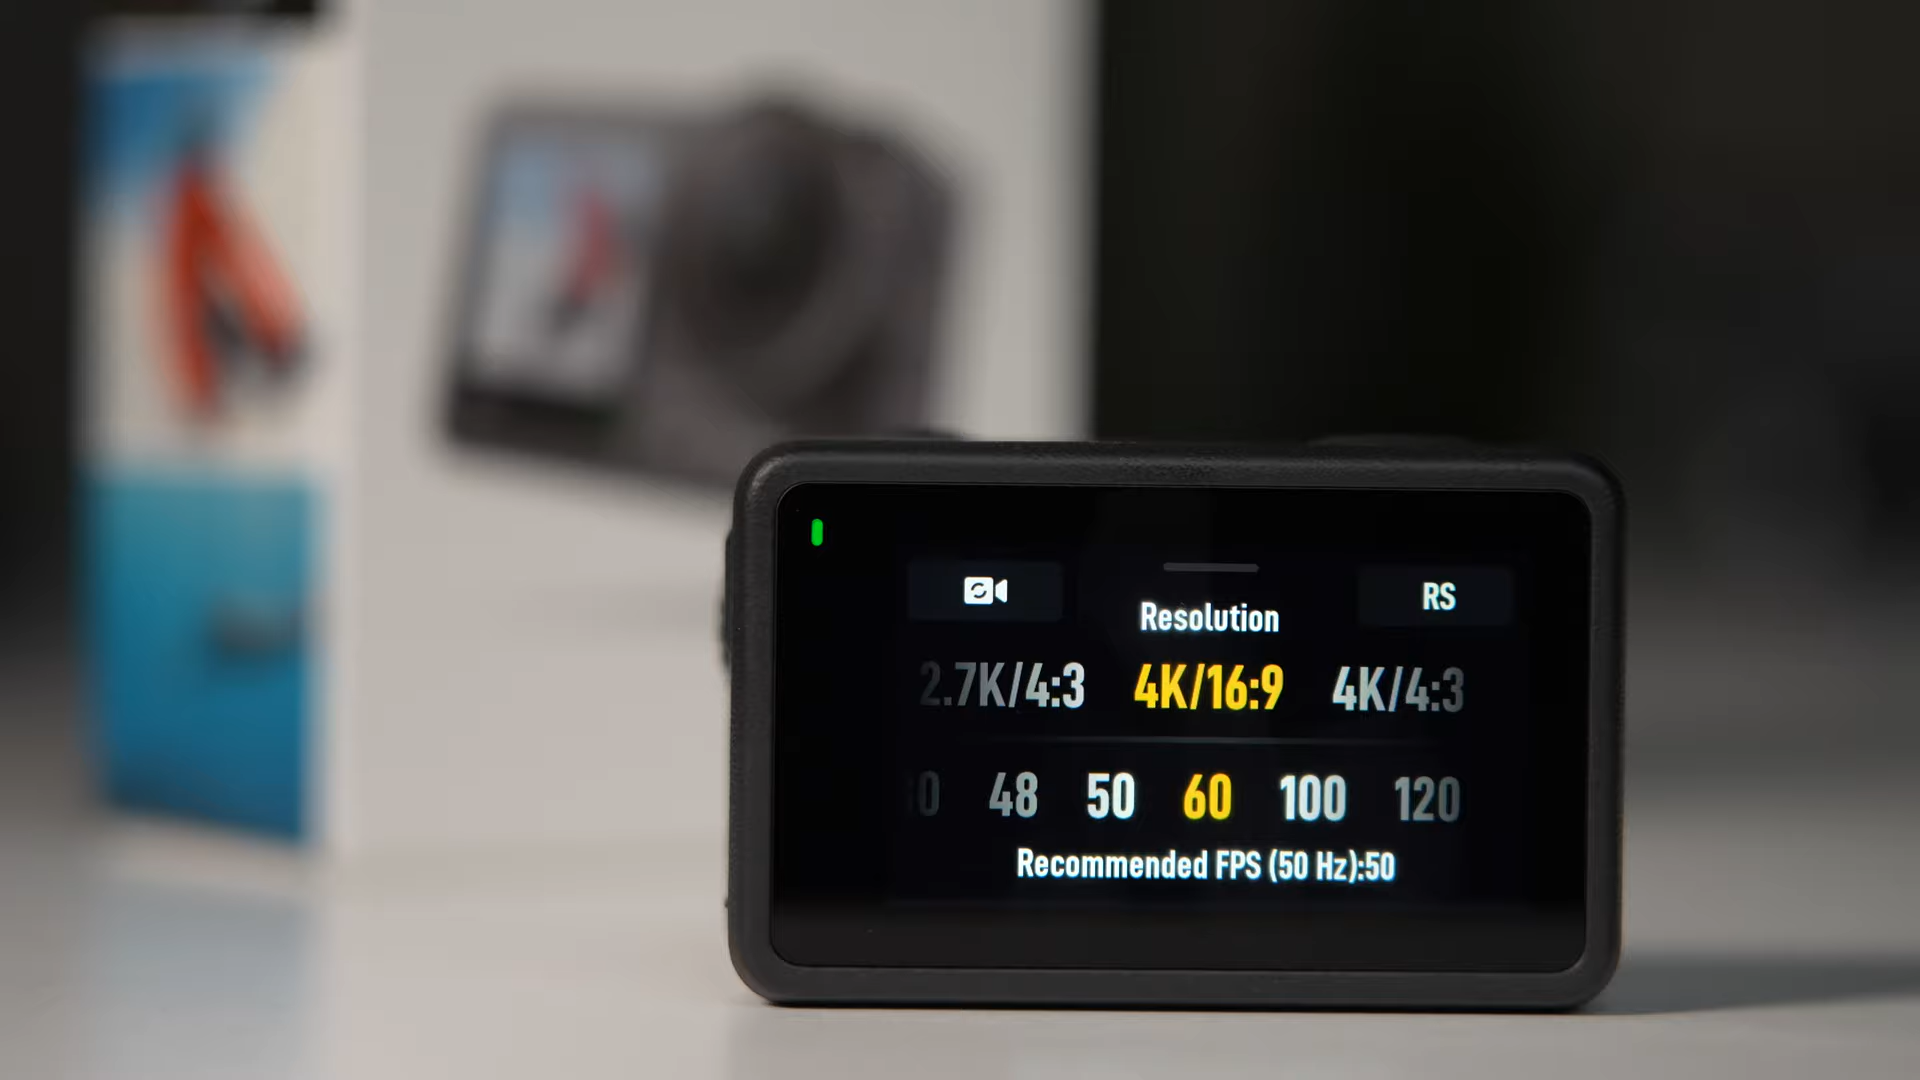 Resolution
RS
2.7K/4:3 4K/16:9 4K/4:3
48 50 60 100 120
Recommended FPS (50 Hz):50